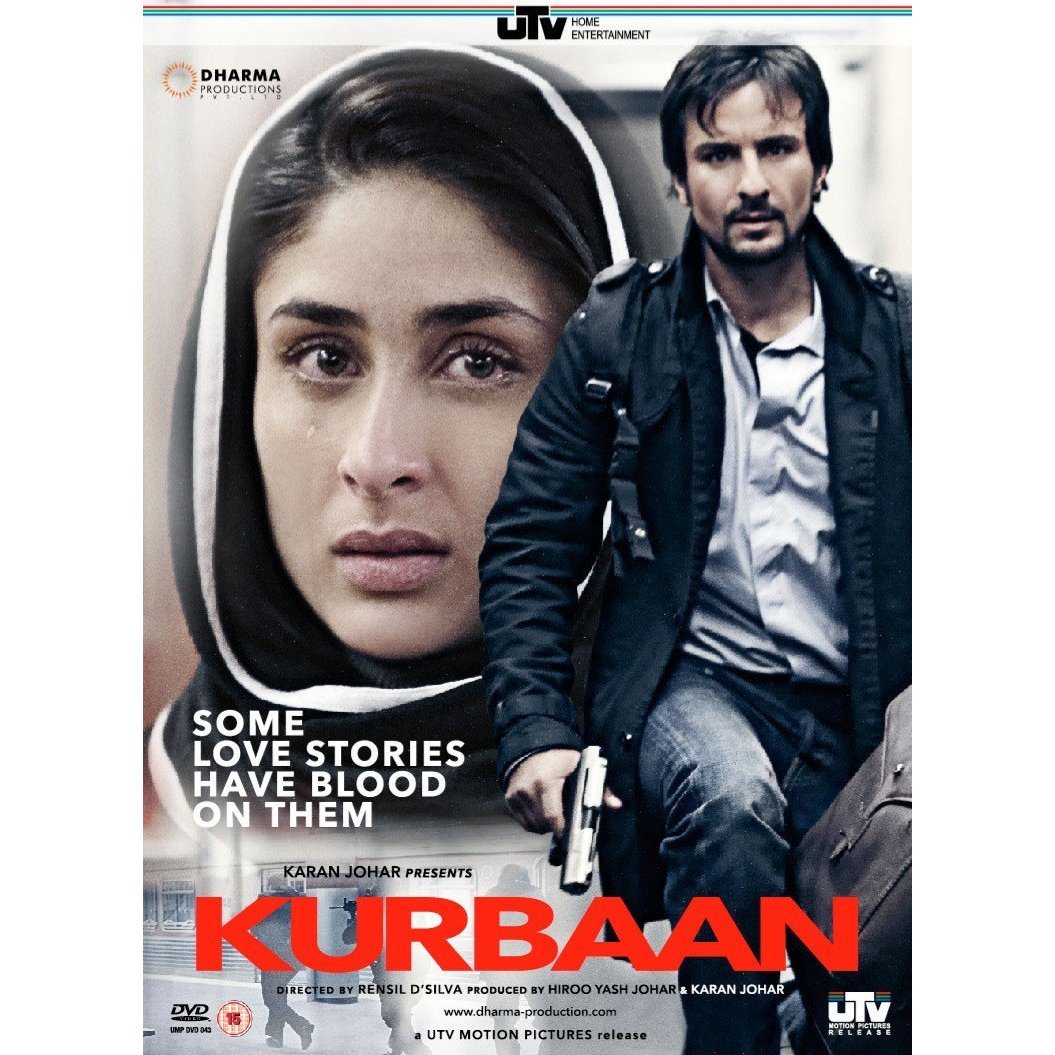 UTV HOME
ENTERTAINMENT
DHARMA
PRODUCTIONS
PVT. LTD
SOME
LOVE STORIES
HAVE BLOOD
ON THEM
KARAN JOHAR PRESENTS
KURBAAN
DIRECTED BY RENSIL D'SILVA PRODUCED BY HIROO YASH JOHAR & KARAN JOHAR
www.dharma-production.com
a UTV MOTION PICTURES release
DVD
VIDEO
UMP DVD 043
15
UTV
MOTION PICTURES
RELEASE